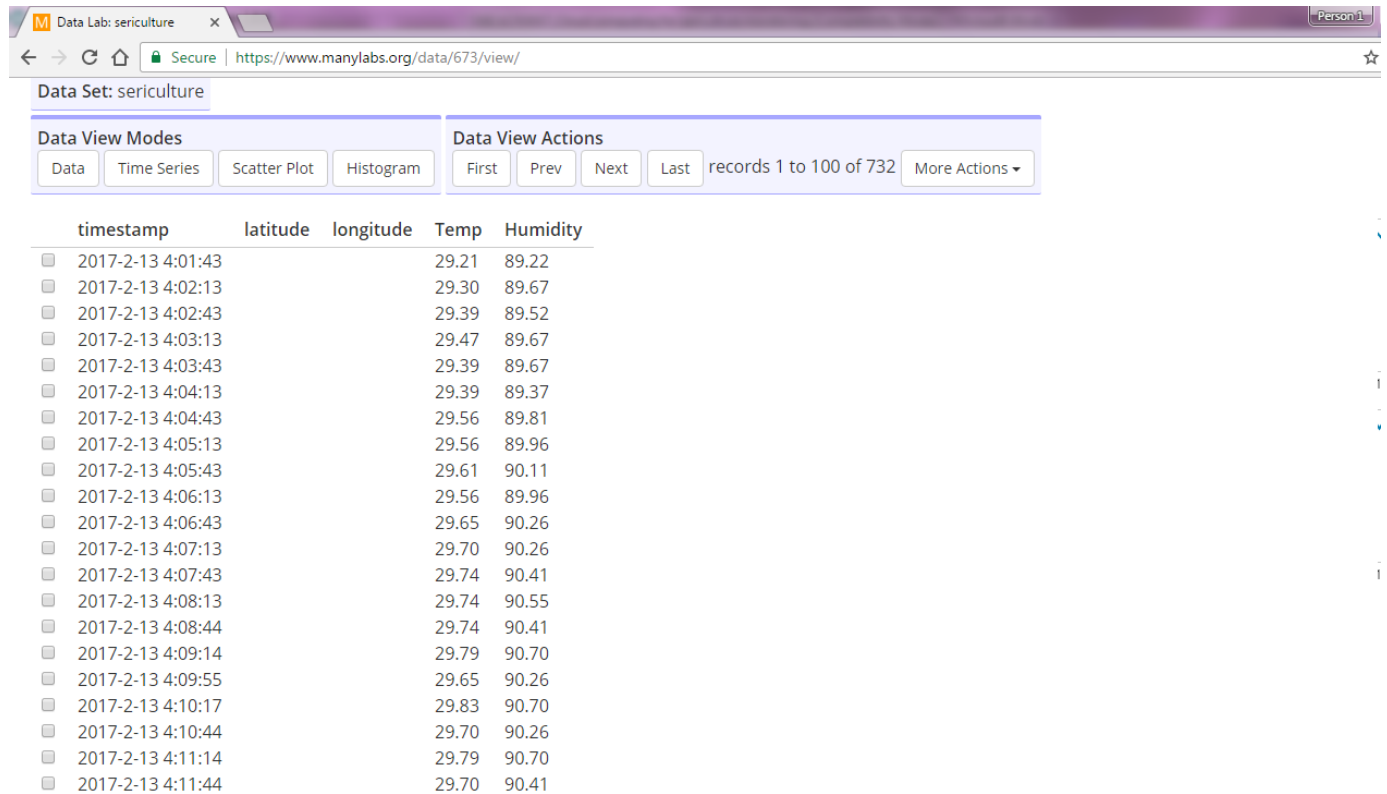 Data Lab: sericulture
Person 1
Secure | https://www.manylabs.org/data/673/view/
Data Set: sericulture
Data View Modes
Data Time Series Scatter Plot Histogram
Data View Actions
First Prev Next Last records 1 to 100 of 732 More Actions
timestamp latitude longitude Temp Humidity
2017-2-13 4:01:43 29.21 89.22
2017-2-13 4:02:13 29.30 89.67
2017-2-13 4:02:43 29.39 89.52
2017-2-13 4:03:13 29.47 89.67
2017-2-13 4:03:43 29.39 89.67
2017-2-13 4:04:13 29.39 89.37
2017-2-13 4:04:43 29.56 89.81
2017-2-13 4:05:13 29.56 89.96
2017-2-13 4:05:43 29.61 90.11
2017-2-13 4:06:13 29.56 89.96
2017-2-13 4:06:43 29.65 90.26
2017-2-13 4:07:13 29.70 90.26
2017-2-13 4:07:43 29.74 90.41
2017-2-13 4:08:13 29.74 90.55
2017-2-13 4:08:44 29.74 90.41
2017-2-13 4:09:14 29.79 90.70
2017-2-13 4:09:55 29.65 90.26
2017-2-13 4:10:17 29.83 90.70
2017-2-13 4:10:44 29.70 90.26
2017-2-13 4:11:14 29.79 90.70
2017-2-13 4:11:44 29.70 90.41